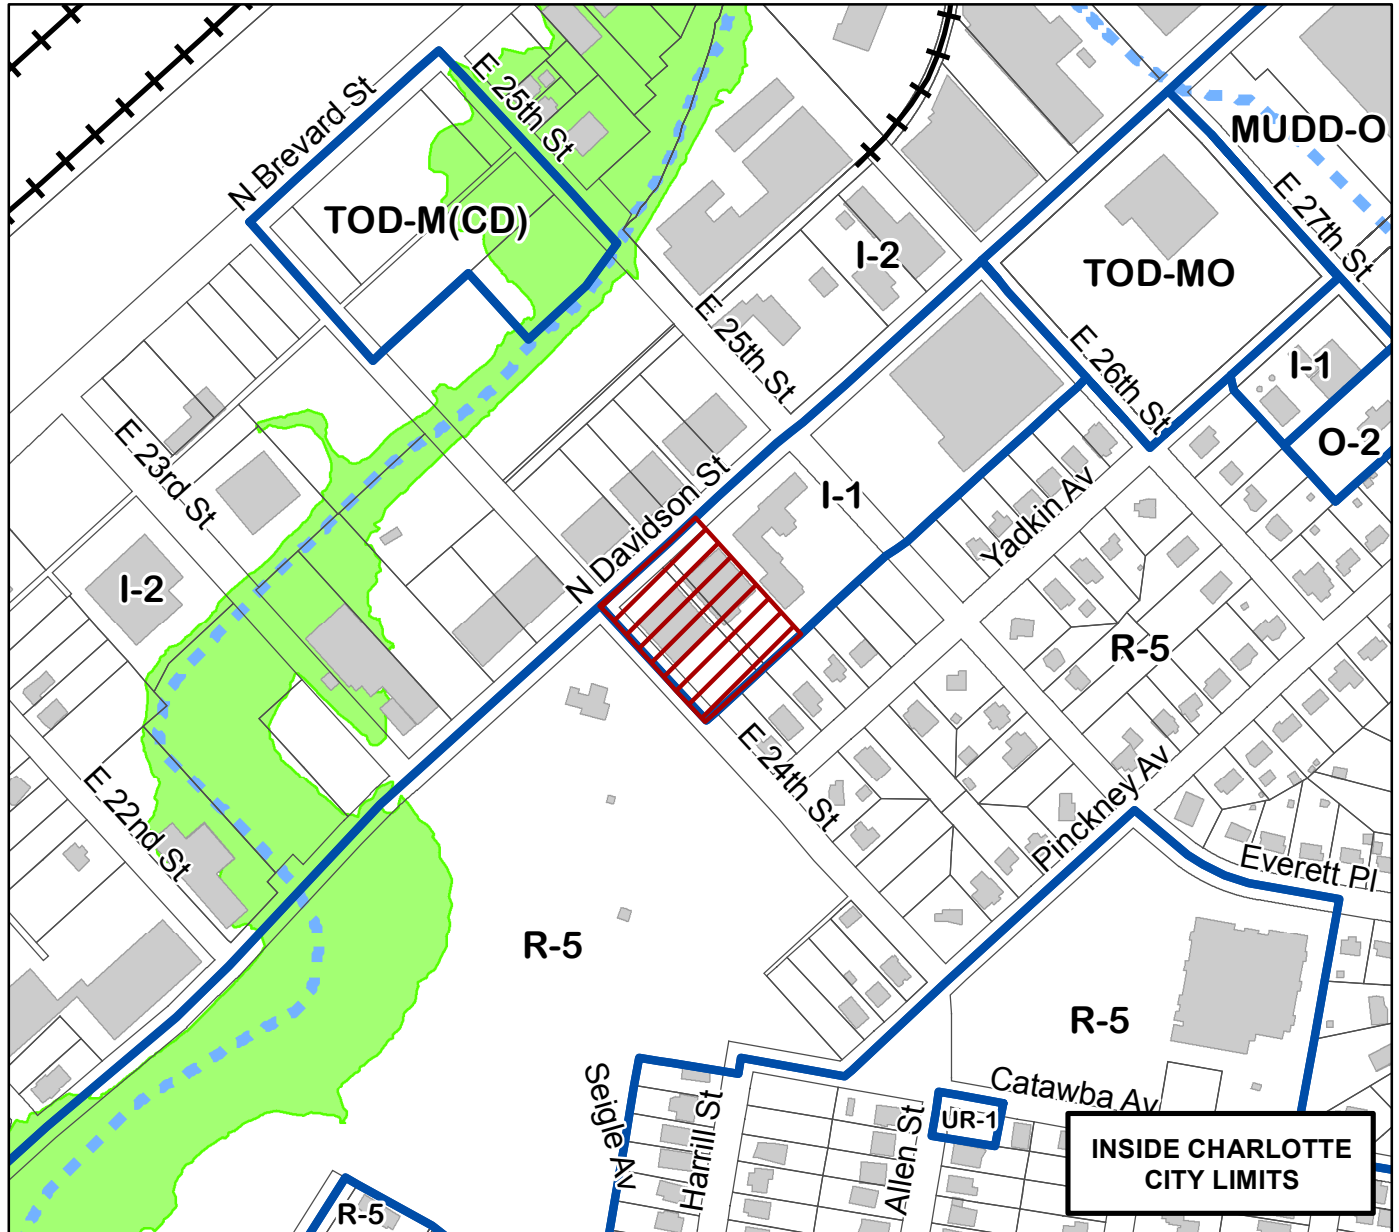 N Brevard St
E 25th St
MUDD-O
TOD-M(CD)
I-2
E 27th St
TOD-MO
E 25th St
E 26th St
I-1
O-2
E 23rd St
N Davidson St
I-1
Yadkin Av
I-2
R-5
E 24th St
E 22nd St
Pinckney Av
Everett Pl
R-5
R-5
Seigle Av
Harrill St
Allen St
Catawba Av
UR-1
INSIDE CHARLOTTE
CITY LIMITS
R-5